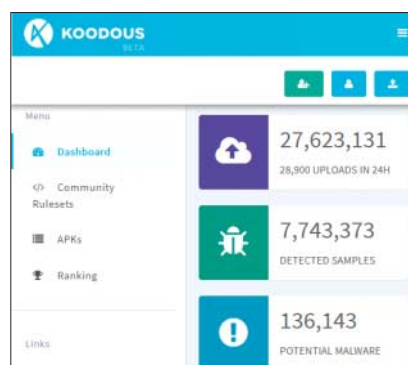 KOODOUS
BETA
Menu
Dashboard
</> Community
Rulesets
APKs
Ranking
Links
27,623,131
28,900 UPLOADS IN 24H
7,743,373
DETECTED SAMPLES
136,143
POTENTIAL MALWARE